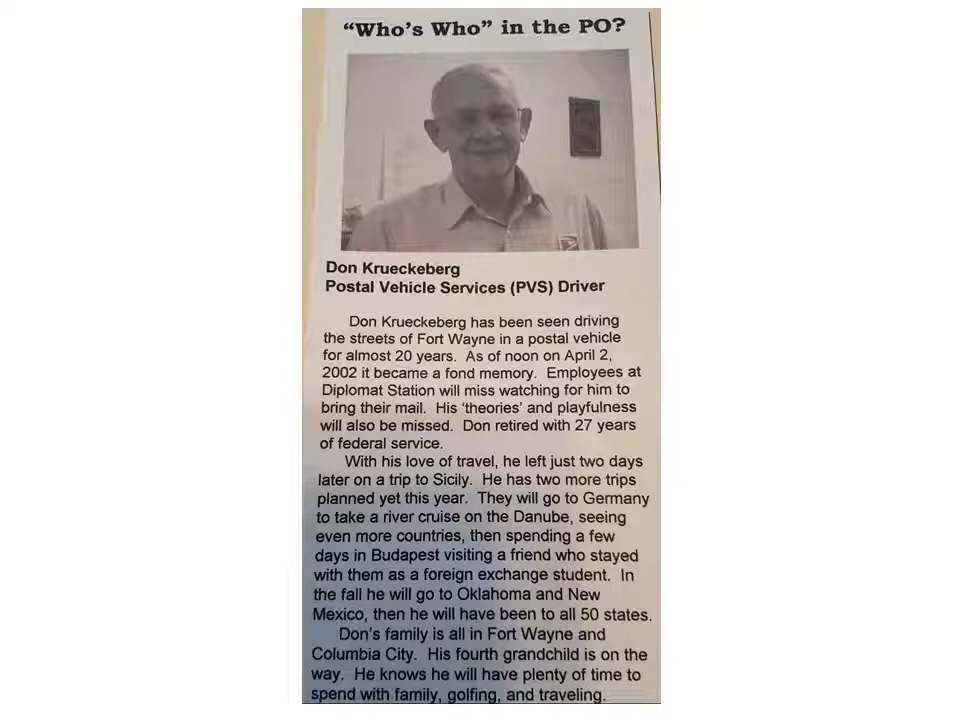 “Who’s Who” in the PO?
Don Krueckeberg
Postal Vehicle Services (PVS) Driver
Don Krueckeberg has been seen driving
the streets of Fort Wayne in a postal vehicle
for almost 20 years. As of noon on April 2,
2002 it became a fond memory. Employees at
Diplomat Station will miss watching for him to
bring their mail. His ‘theories’ and playfulness
will also be missed. Don retired with 27 years
of federal service.
With his love of travel, he left just two days
later on a trip to Sicily. He has two more trips
planned yet this year. They will go to Germany
to take a river cruise on the Danube, seeing
even more countries, then spending a few
days in Budapest visiting a friend who stayed
with them as a foreign exchange student. In
the fall he will go to Oklahoma and New
Mexico, then he will have been to all 50 states.
Don’s family is all in Fort Wayne and
Columbia City. His fourth grandchild is on the
way. He knows he will have plenty of time to
spend with family, golfing, and traveling.